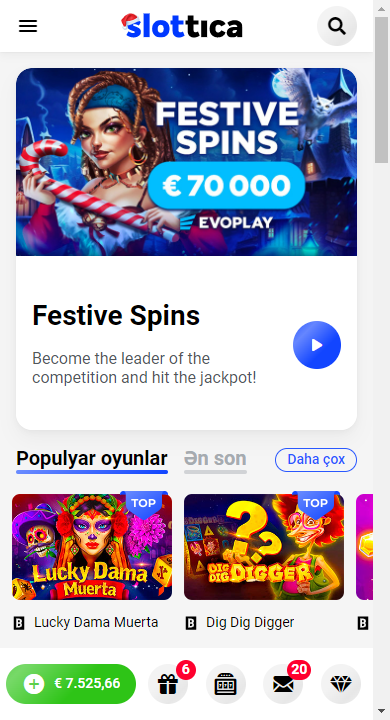 slottica
FESTIVE
SPINS
€ 70 000
EVOPLAY
Festive Spins
Become the leader of the
competition and hit the jackpot!
Populyar oyunlar
Ən son
Daha çox
TOP
TOP
Lucky Dama
Muerta
DIG
DIG DIGGER
B Lucky Dama Muerta
B Dig Dig Digger
B
€ 7.525,66
6
20